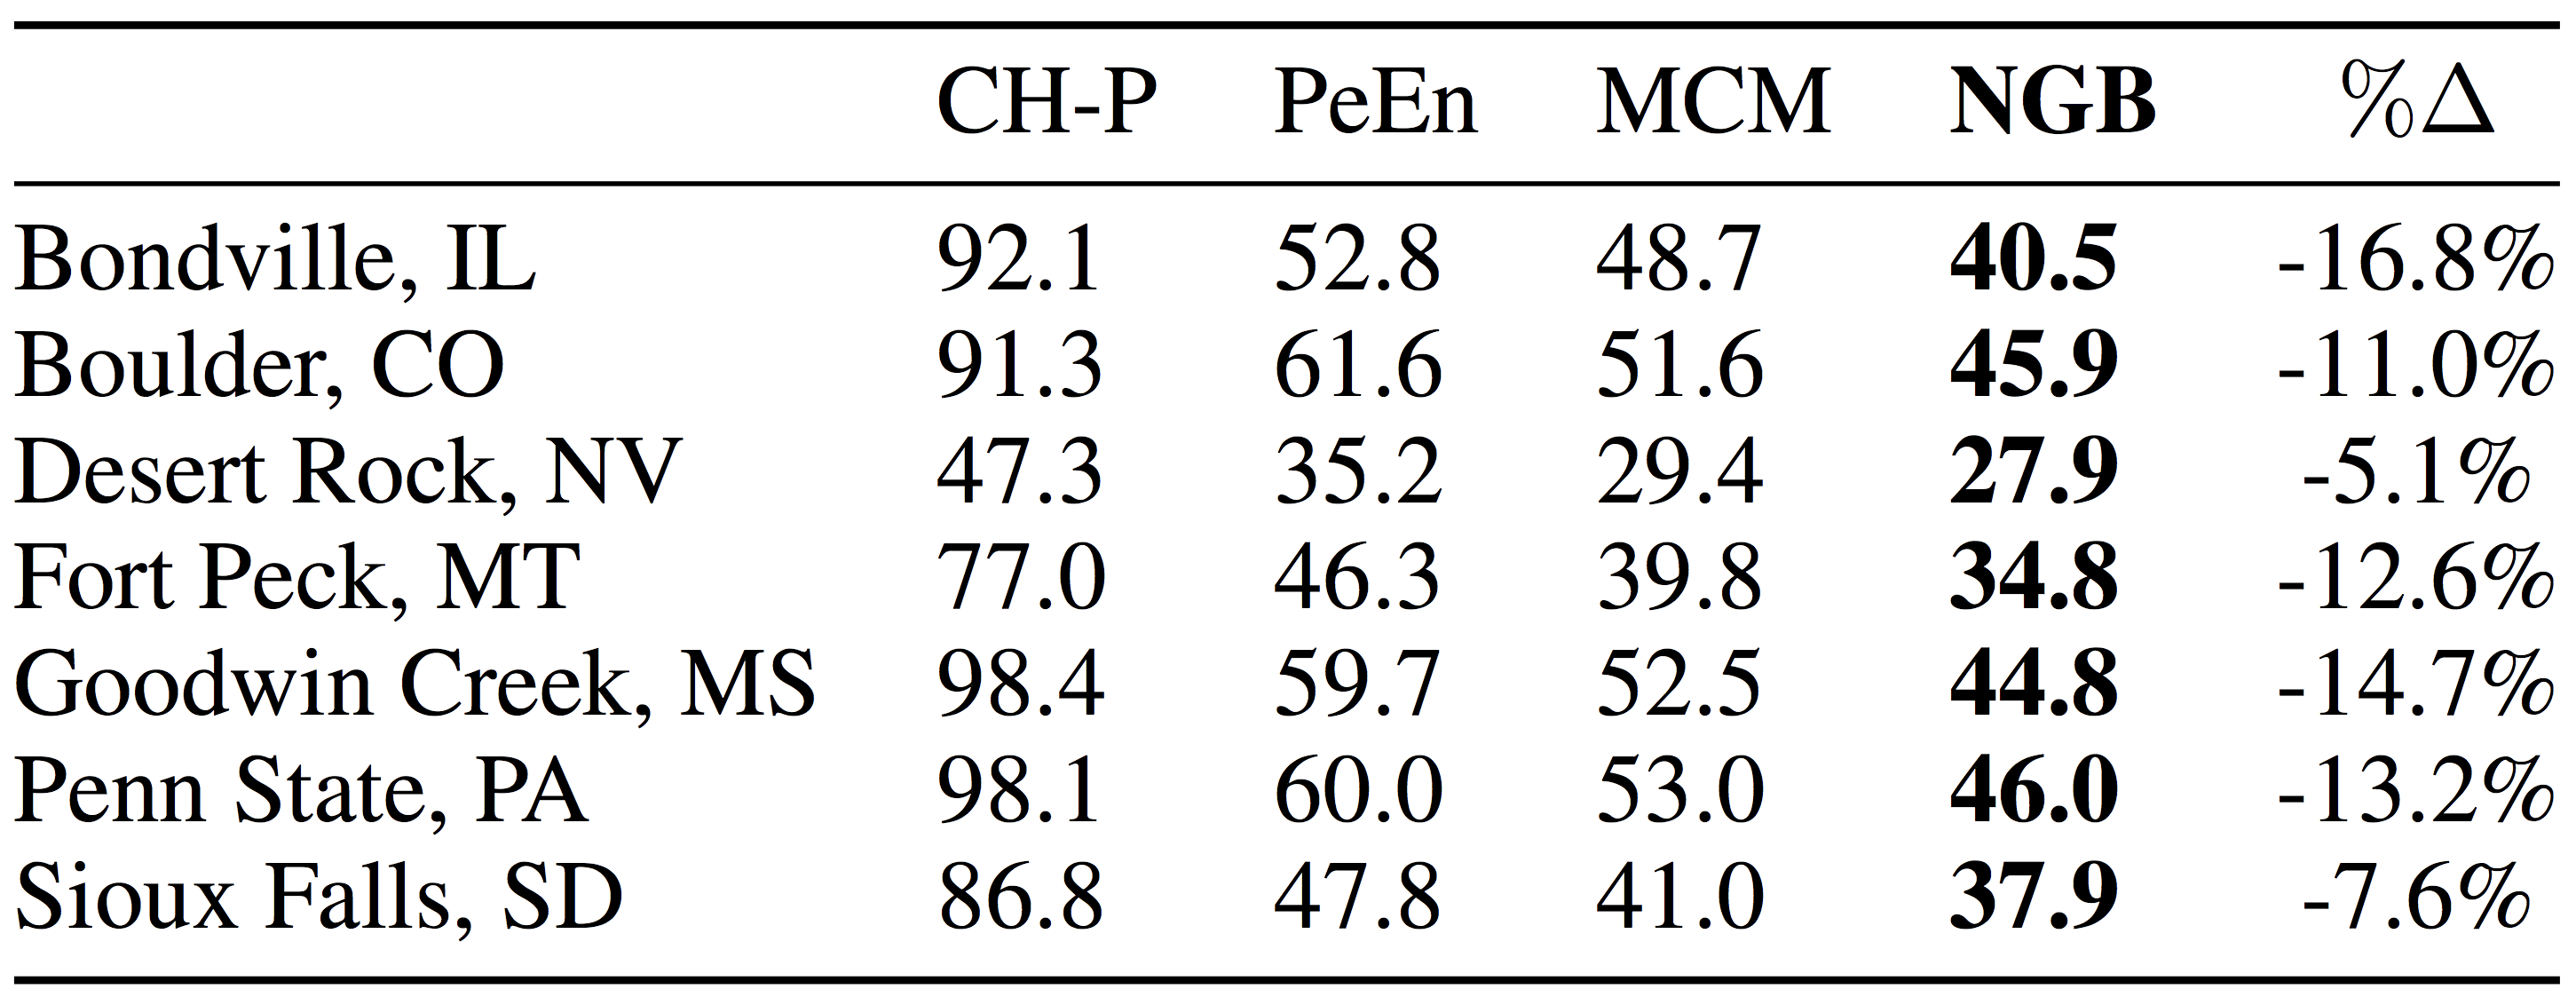 CH-P PeEn MCM NGB %Δ
Bondville, IL 92.1 52.8 48.7 40.5 -16.8%
Boulder, CO 91.3 61.6 51.6 45.9 -11.0%
Desert Rock, NV 47.3 35.2 29.4 27.9 -5.1%
Fort Peck, MT 77.0 46.3 39.8 34.8 -12.6%
Goodwin Creek, MS 98.4 59.7 52.5 44.8 -14.7%
Penn State, PA 98.1 60.0 53.0 46.0 -13.2%
Sioux Falls, SD 86.8 47.8 41.0 37.9 -7.6%